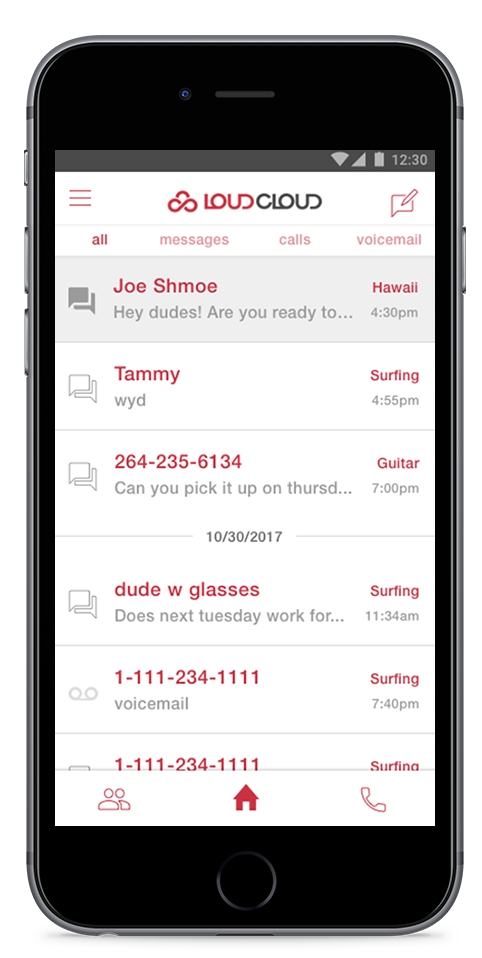 12:30
LOUDCLOUD
all messages calls voicemail
Joe Shmoe Hawaii
Hey dudes! Are you ready to... 4:30pm
Tammy Surfing
wyd 4:55pm
264-235-6134 Guitar
Can you pick it up on thursd... 7:00pm
10/30/2017
dude w glasses Surfing
Does next tuesday work for... 11:34am
1-111-234-1111 Surfing
voicemail 7:40pm
1-111-234-1111 Surfing